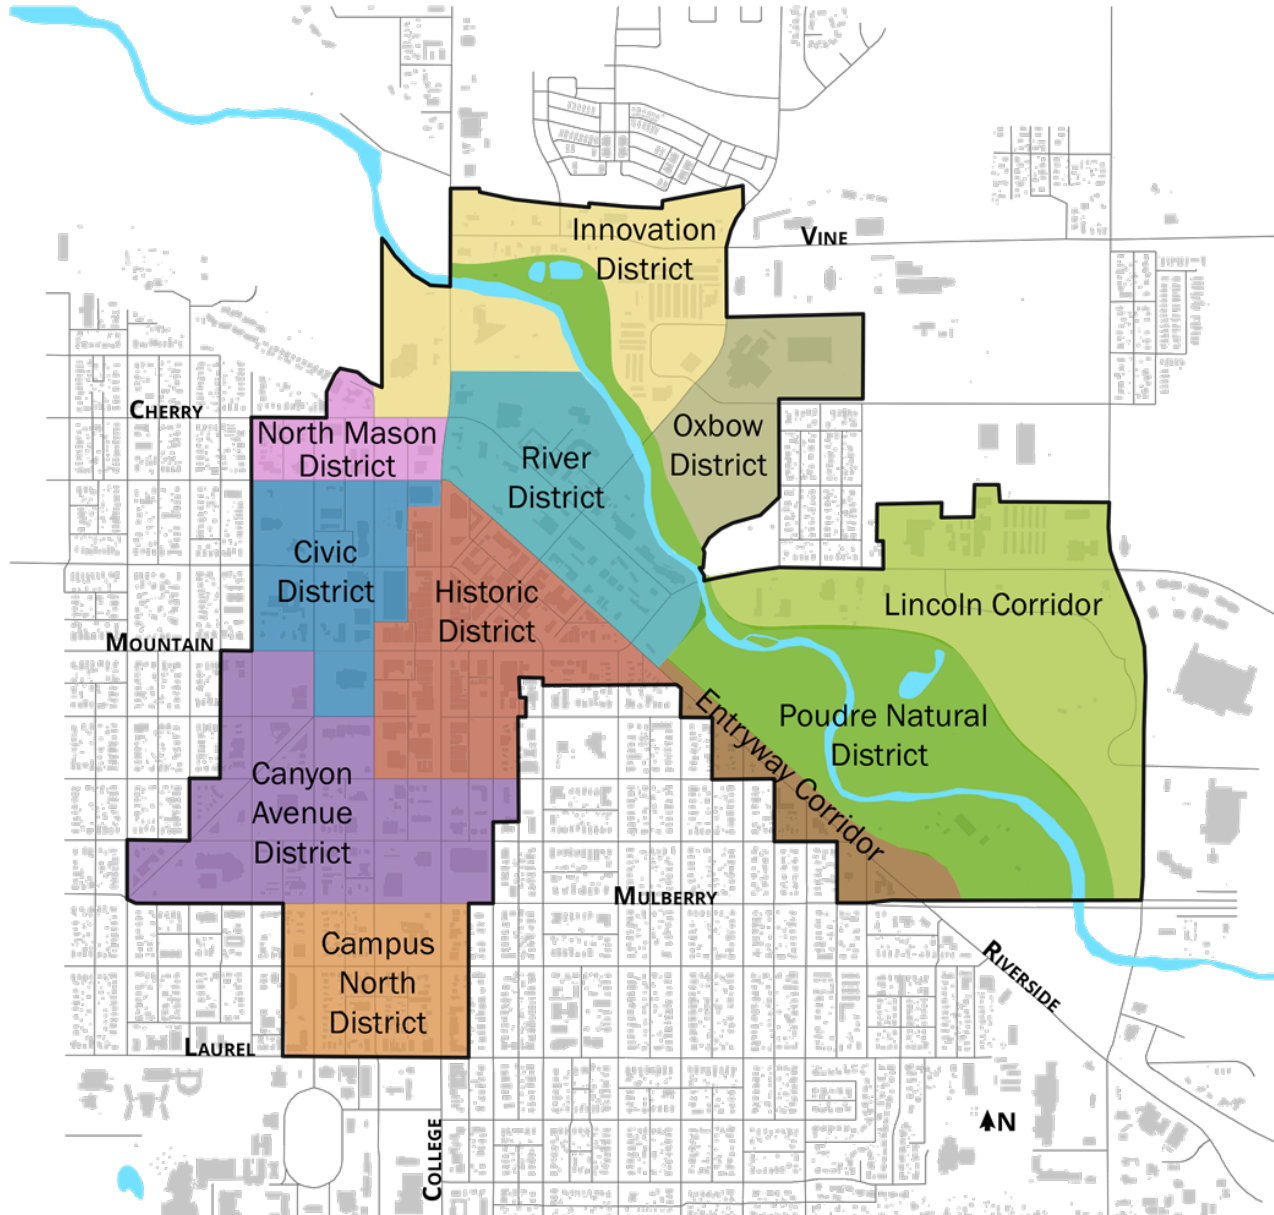 Innovation
District
VINE
CHERRY
North Mason
District
River
District
Oxbow
District
Civic
District
Historic
District
Lincoln Corridor
MOUNTAIN
Entryway Corridor
Poudre Natural
District
Canyon
Avenue
District
MULBERRY
Campus
North
District
RIVERSIDE
LAUREL
COLLEGE
N